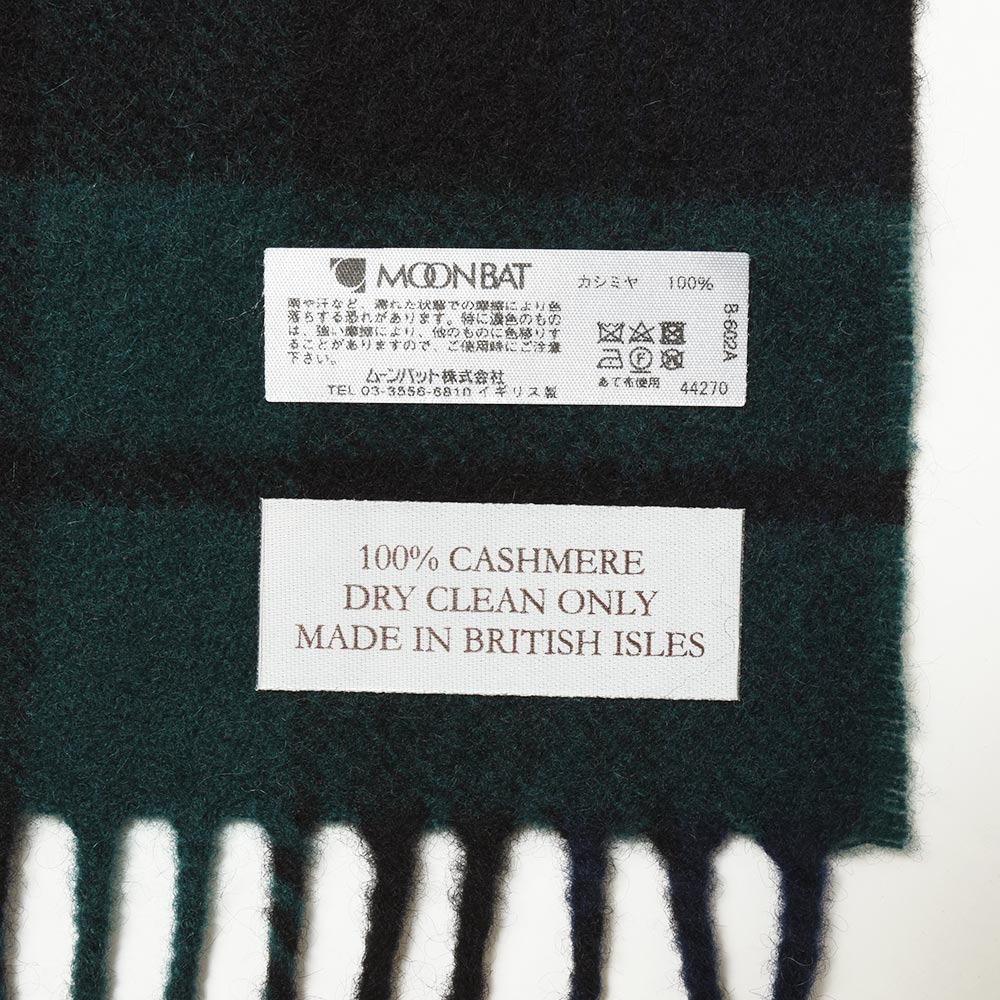 MOONBAT
カシミヤ 100%
雨や汗など、濡れた状態での摩擦により色
落ちする恐れがあります。特に濃色のもの
は、強い摩擦により、他のものに色移りす
ることがありますので、ご使用時にご注意
下さい。
ムーンバット株式会社
TEL 03-3556-6810 イギリス製
B-602A
F
あて布使用
44270
100% CASHMERE
DRY CLEAN ONLY
MADE IN BRITISH ISLES